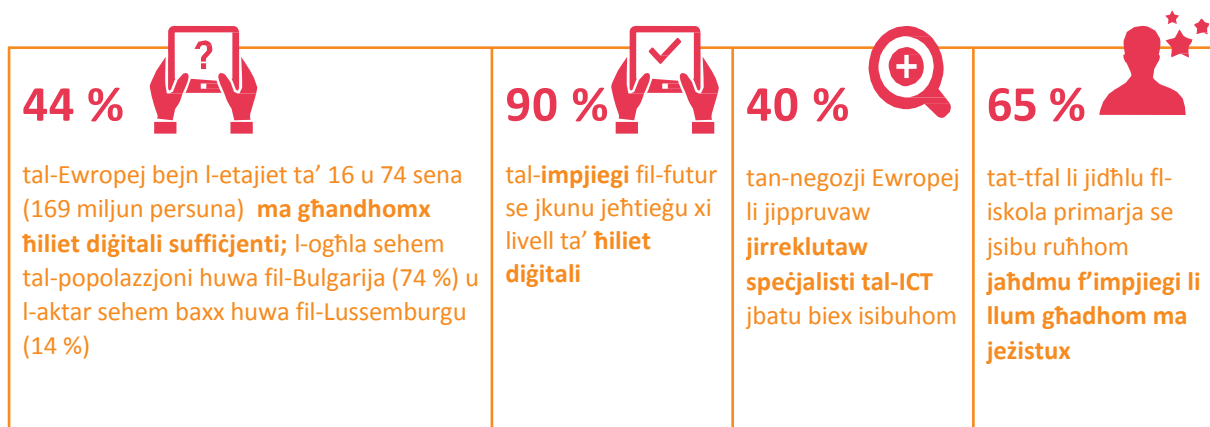 44 %
tal-Ewropej bejn l-etajiet ta’ 16 u 74 sena
(169 miljun persuna) ma għandhomx
ħiliet diġitali suffiċjenti; l-ogħla sehem
tal-popolazzjoni huwa fil-Bulgarija (74 %) u
l-aktar sehem baxx huwa fil-Lussemburgu
(14 %)
90 %
tal-impjiegi fil-futur
se jkunu jeħtieġu xi
livell ta’ ħiliet
diġitali
40 %
tan-negozji Ewropej
li jippruvaw
jirreklutaw
speċjalisti tal-ICT
jbatu biex isibuhom
65 %
tat-tfal li jidħlu fl-
iskola primarja se
jsibu ruħhom
jaħdmu f’impjiegi li
llum għadhom ma
jeżistux